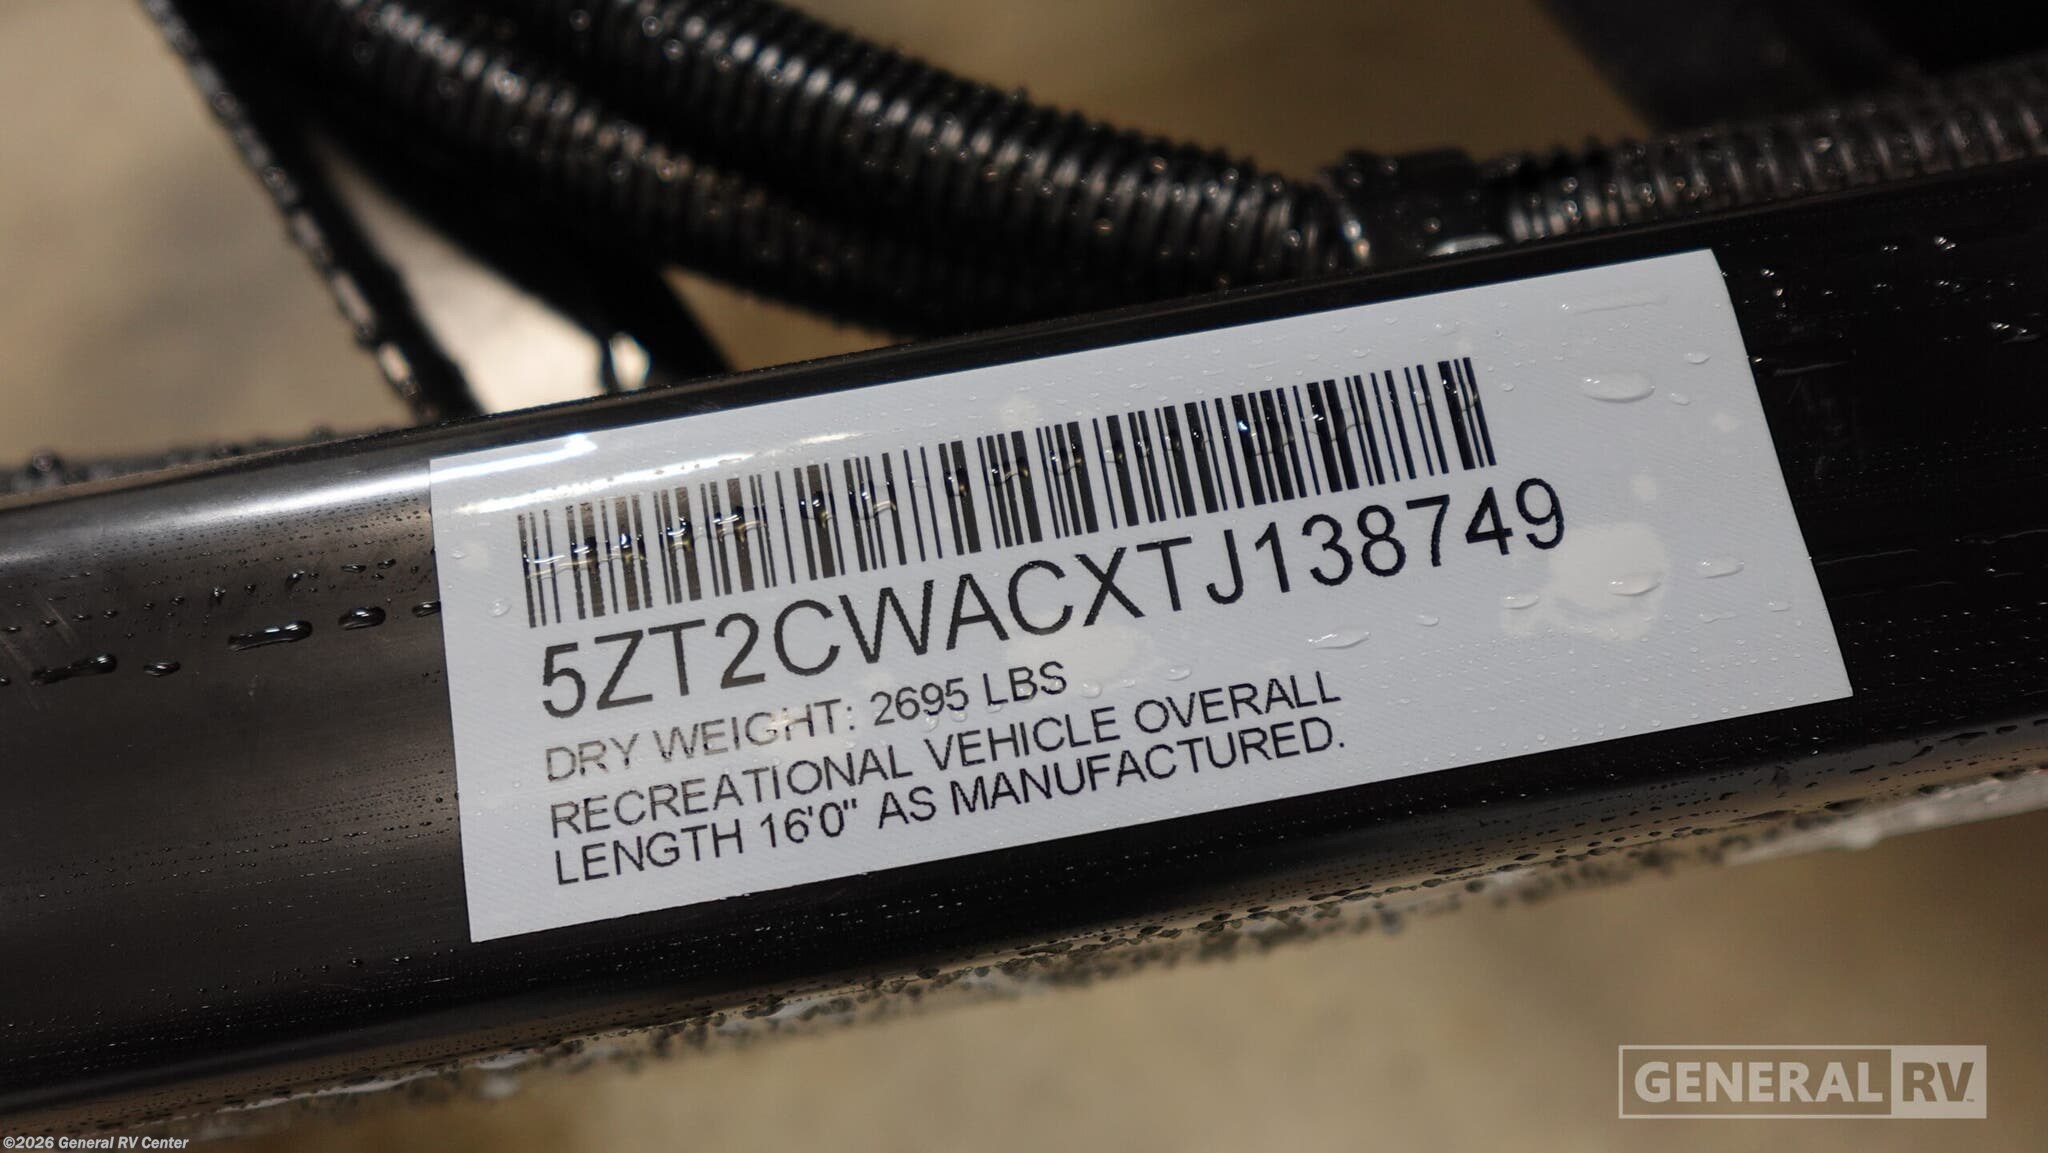 5ZT2CWACXTJ138749
DRY WEIGHT: 2695 LBS
RECREATIONAL VEHICLE OVERALL
LENGTH 16'0" AS MANUFACTURED.
GENERAL RV
©2026 General RV Center